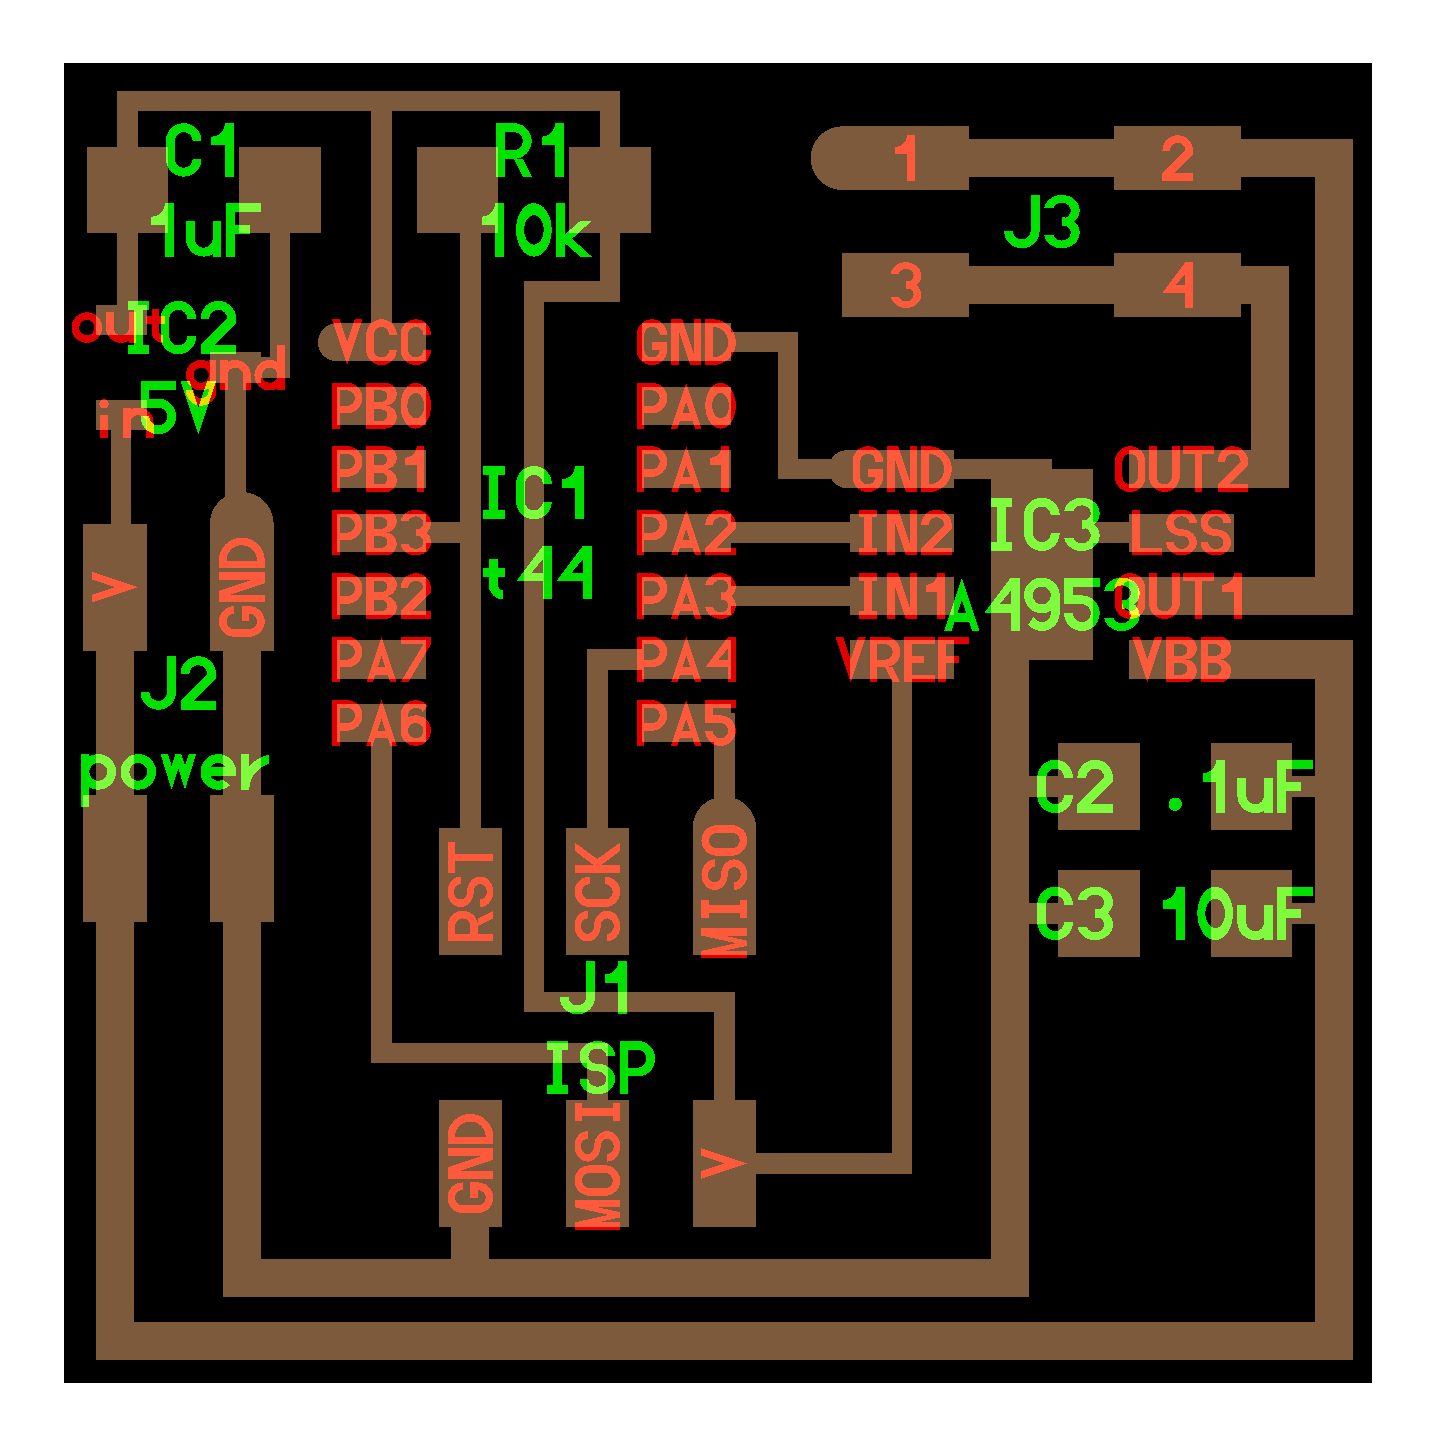 C1
1uF
R1
10k
1
2
J3
3
4
out
IC2
gnd
5V
in
VCC
PB0
PB1
PB3
PB2
PA7
PA6
IC1
t44
GND
PA0
PA1
PA2
PA3
PA4
PA5
GND
IN2
IN1
VREF
IC3
A4953
OUT2
LSS
OUT1
VBB
V
GND
J2
power
C2
.1uF
C3
10uF
RST
SCK
MISO
J1
ISP
GND
MOSI
V